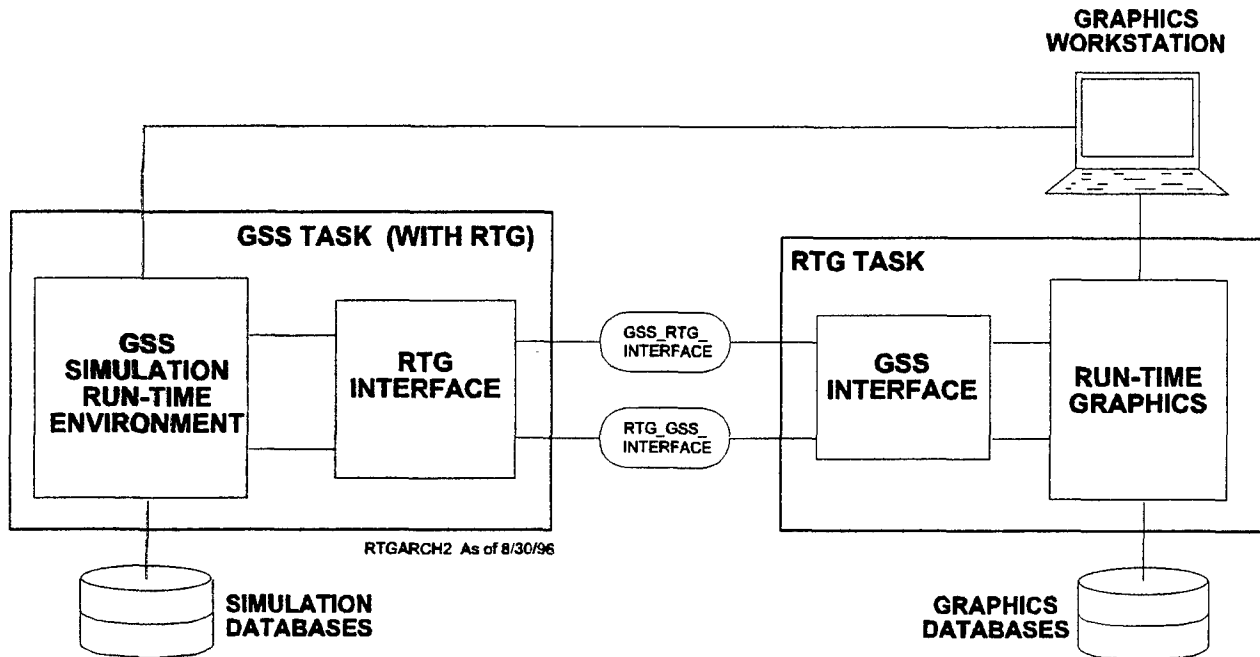 GRAPHICS
WORKSTATION
GSS TASK (WITH RTG)
RTG TASK
GSS
SIMULATION
RUN-TIME
ENVIRONMENT
RTG
INTERFACE
GSS_RTG_
INTERFACE
RTG_GSS_
INTERFACE
GSS
INTERFACE
RUN-TIME
GRAPHICS
RTGARCH2 As of 8/30/96
SIMULATION
DATABASES
GRAPHICS
DATABASES